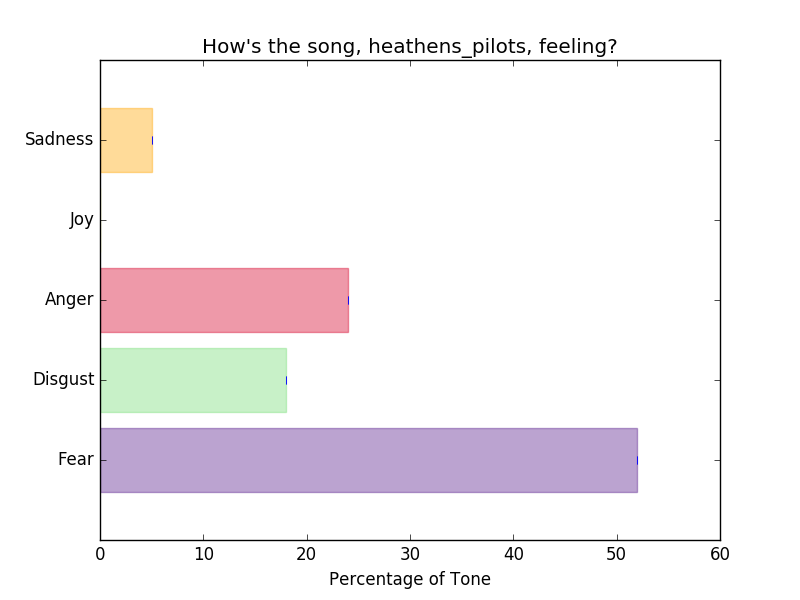 How's the song, heathens_pilots, feeling?
Sadness
Joy
Anger
Disgust
Fear
0 10 20 30 40 50 60
Percentage of Tone